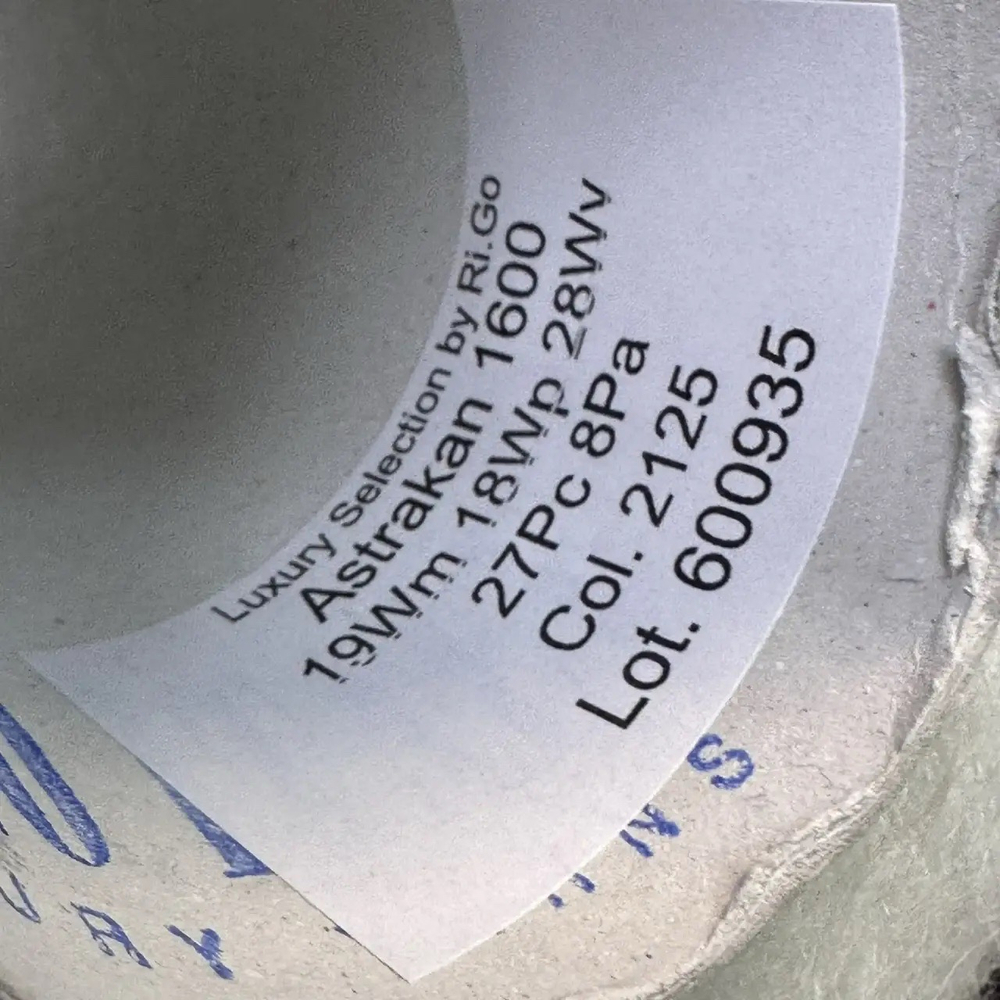 Luxury Selection by Ri.Go
Astrakan 1600
19Wm 18Wp 28Wv
27Pc 8Pa
Col. 2125
Lot. 600935